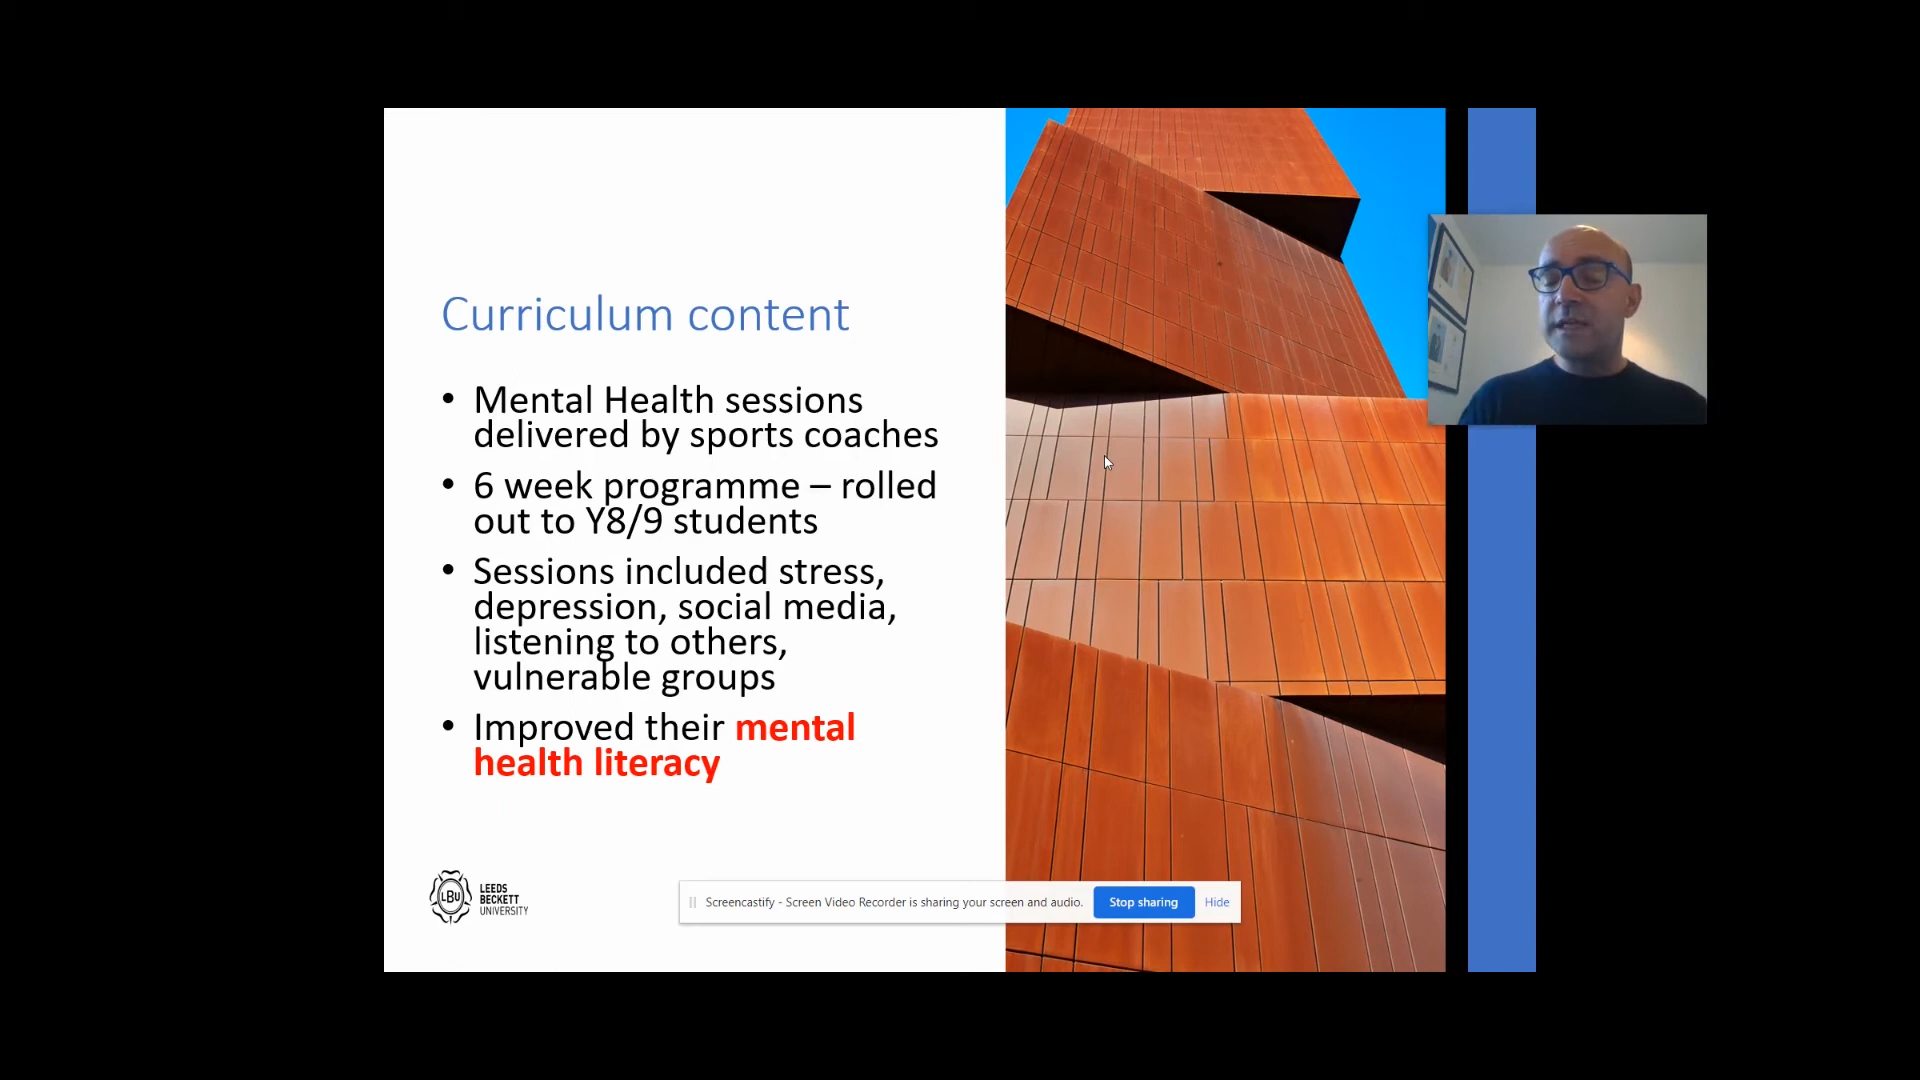 Curriculum content
• Mental Health sessions
delivered by sports coaches
• 6 week programme – rolled
out to Y8/9 students
• Sessions included stress,
depression, social media,
listening to others,
vulnerable groups
• Improved their mental
health literacy
LBU
LEEDS
BECKETT
UNIVERSITY
Screencastify - Screen Video Recorder is sharing your screen and audio. Stop sharing Hide